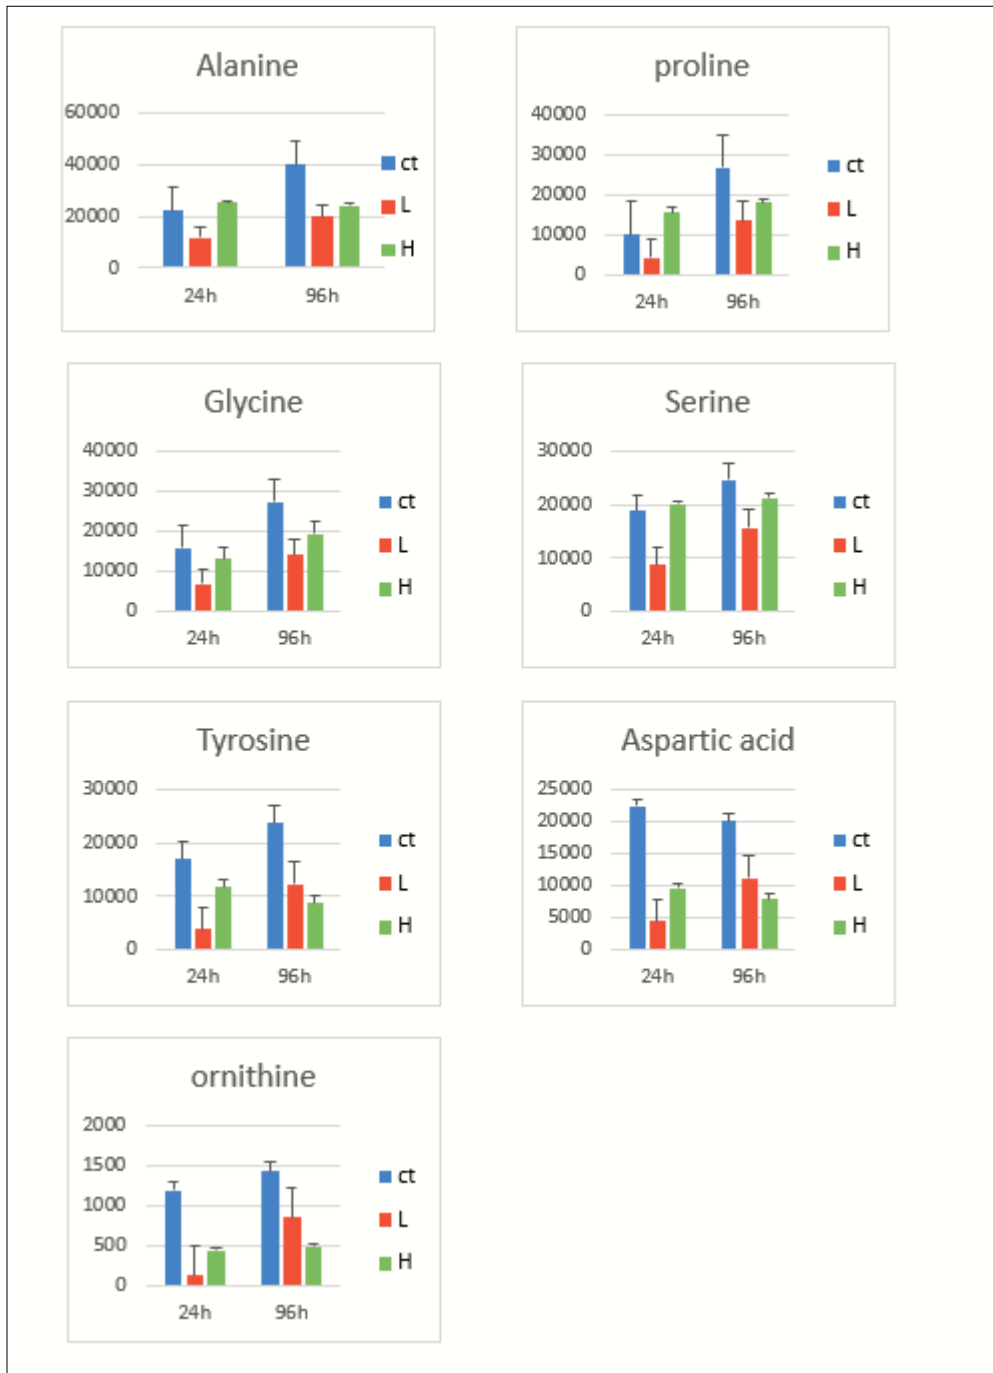 Alanine
60000
40000
20000
0
24h 96h
ct
L
H
proline
40000
30000
20000
10000
0
24h 96h
ct
L
H
Glycine
40000
30000
20000
10000
0
24h 96h
ct
L
H
Serine
30000
20000
10000
0
24h 96h
ct
L
H
Tyrosine
30000
20000
10000
0
24h 96h
ct
L
H
Aspartic acid
25000
20000
15000
10000
5000
0
24h 96h
ct
L
H
ornithine
2000
1500
1000
500
0
24h 96h
ct
L
H